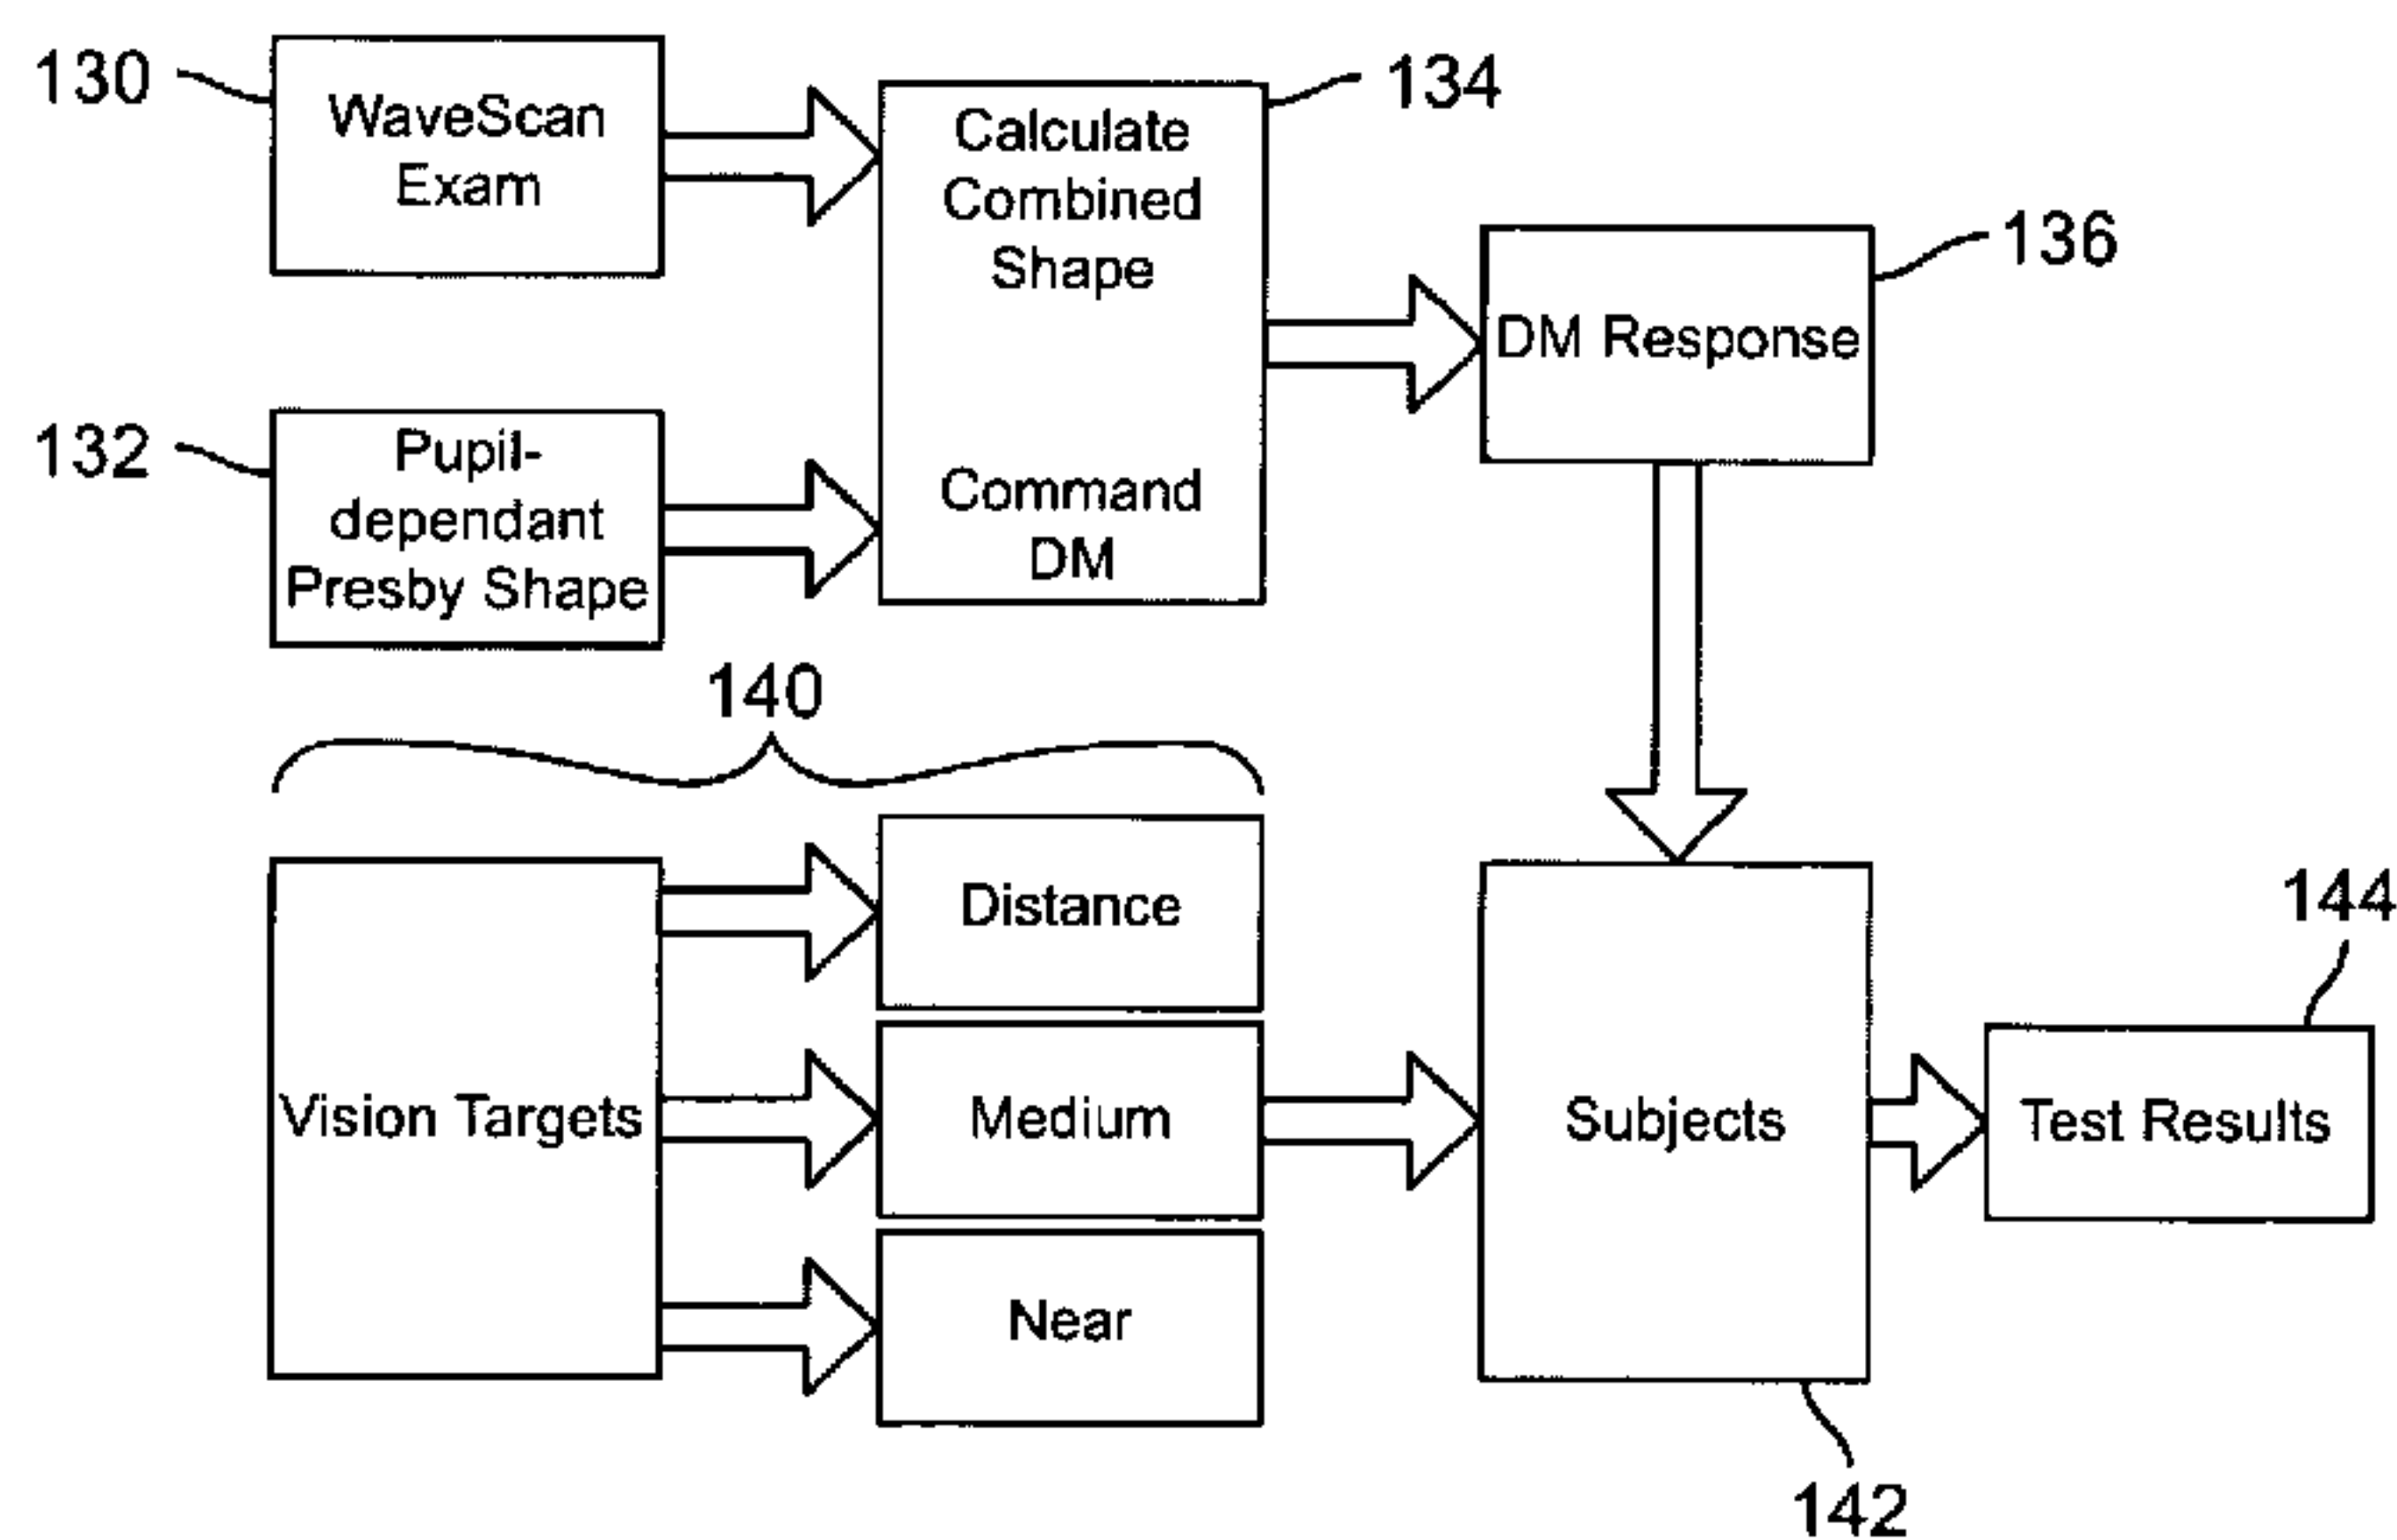 130
WaveScan
Exam
134
Calculate
Combined
Shape
Command
DM
136
DM Response
132
Pupil-
dependant
Presby Shape
140
Vision Targets
Distance
Medium
Near
Subjects
142
144
Test Results